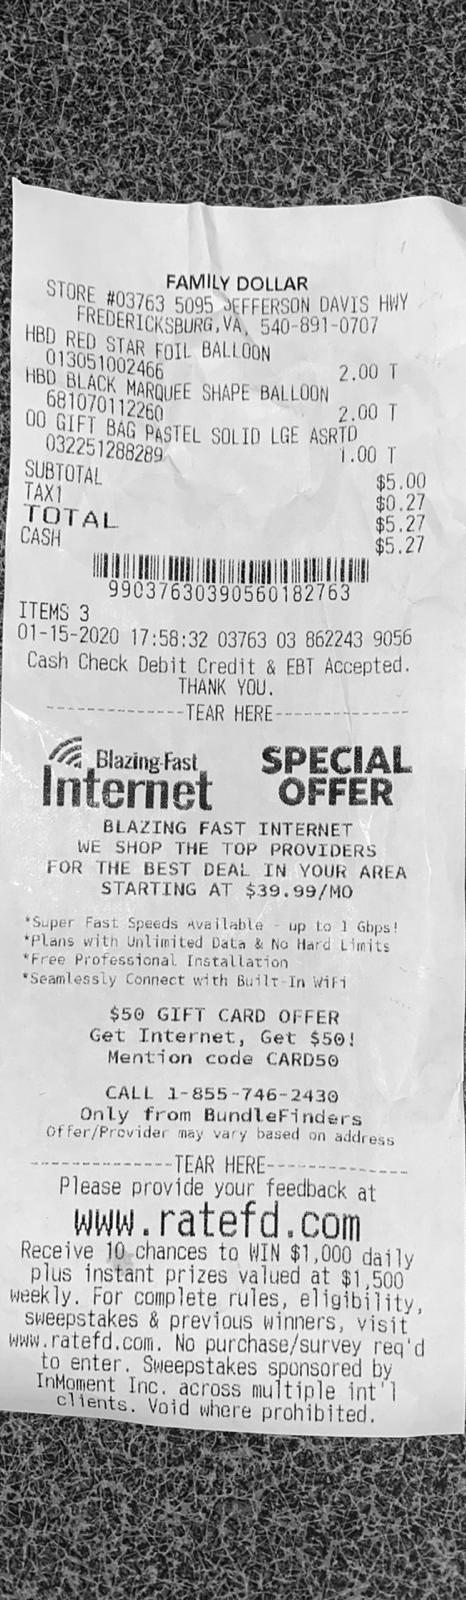 FAMILY DOLLAR
STORE #03763 5095 JEFFERSON DAVIS HWY
FREDERICKSBURG,VA, 540-891-0707
HBD RED STAR FOIL BALLOON
013051002466 2.00 T
HBD BLACK MARQUEE SHAPE BALLOON
681070112260 2.00 T
OO GIFT BAG PASTEL SOLID LGE ASRTD
032251288289 1.00 T
SUBTOTAL $5.00
TAX1 $0.27
TOTAL $5.27
CASH $5.27
99037630390560182763
ITEMS 3
01-15-2020 17:58:32 03763 03 862243 9056
Cash Check Debit Credit & EBT Accepted.
THANK YOU.
--------------TEAR HERE--------------
Blazing-Fast
Internet
SPECIAL
OFFER
BLAZING FAST INTERNET
WE SHOP THE TOP PROVIDERS
FOR THE BEST DEAL IN YOUR AREA
STARTING AT $39.99/MO
*Super Fast Speeds Available - up to 1 Gbps!
*Plans with Unlimited Data & No Hard Limits
*Free Professional Installation
*Seamlessly Connect with Built-In WiFi
$50 GIFT CARD OFFER
Get Internet, Get $50!
Mention code CARD50
CALL 1-855-746-2430
Only from BundleFinders
Offer/Provider may vary based on address
--------------TEAR HERE--------------
Please provide your feedback at
www.ratefd.com
Receive 10 chances to WIN $1,000 daily
plus instant prizes valued at $1,500
weekly. For complete rules, eligibility,
sweepstakes & previous winners, visit
www.ratefd.com. No purchase/survey req'd
to enter. Sweepstakes sponsored by
InMoment Inc. across multiple int'l
clients. Void where prohibited.